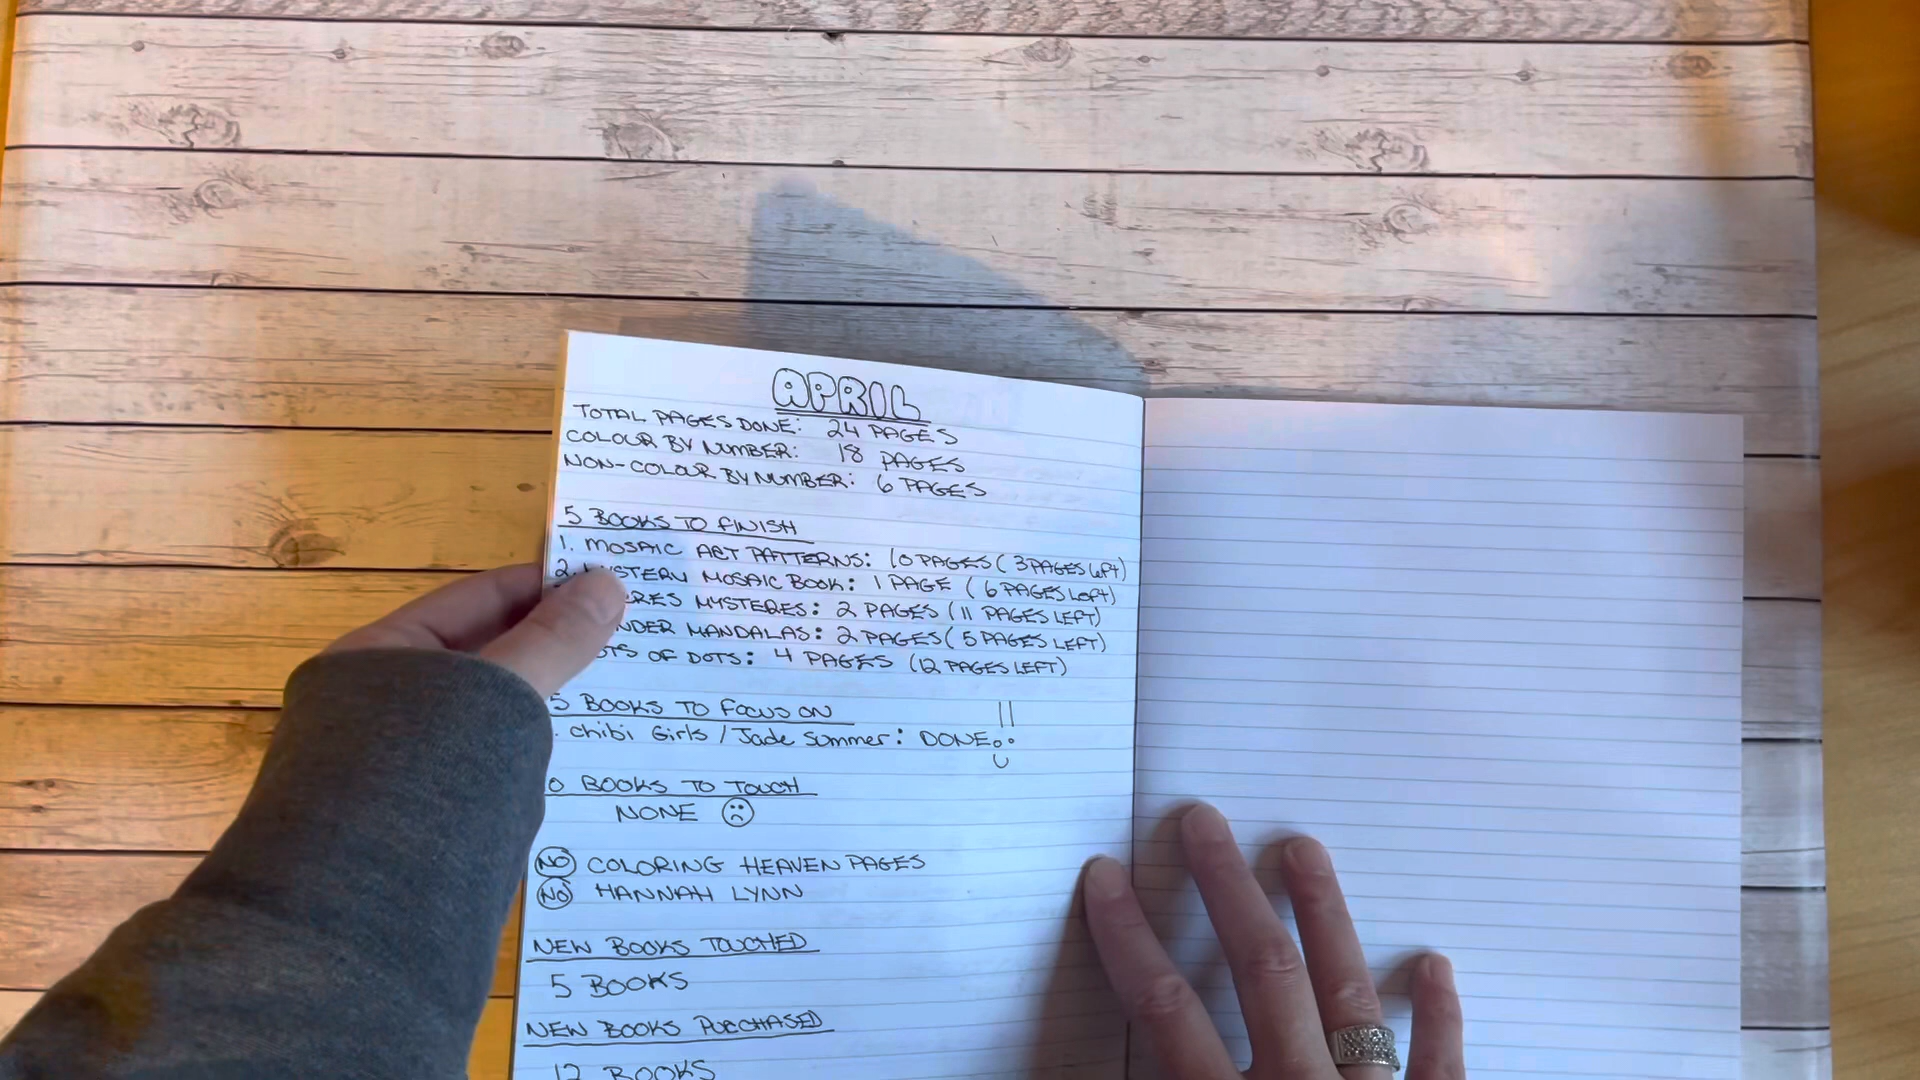 APRIL
TOTAL PAGES DONE: 24 PAGES
COLOUR BY NUMBER: 18 PAGES
NON-COLOUR BY NUMBER: 6 PAGES
5 BOOKS TO FINISH
1. MOSAIC ART PATTERNS: 10 PAGES (3 PAGES LEFT)
2. MYSTERY MOSAIC BOOK: 1 PAGE (6 PAGES LEFT)
MYSTERES: 2 PAGES (11 PAGES LEFT)
MANDALAS: 2 PAGES (5 PAGES LEFT)
OF DOTS: 4 PAGES (12 PAGES LEFT)
5 BOOKS TO FOCUS ON
. Chibi Girls / Jade Summer: DONE!!
0 BOOKS TO TOUCH
NONE
NO COLORING HEAVEN PAGES
NO HANNAH LYNN
NEW BOOKS TOUCHED
5 BOOKS
NEW BOOKS PURCHASED
12 BOOKS